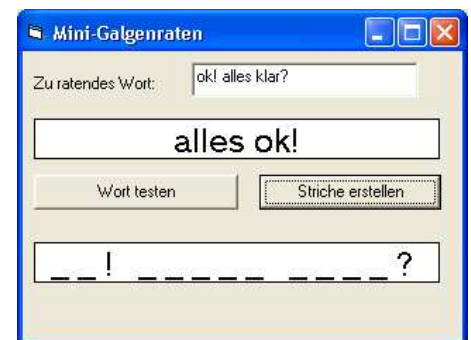 Mini-Galgenraten
Zu ratendes Wort: ok! alles klar?
alles ok!
Wort testen Striche erstellen
_ _ ! _ _ _ _ _ _ _ _ _ ?